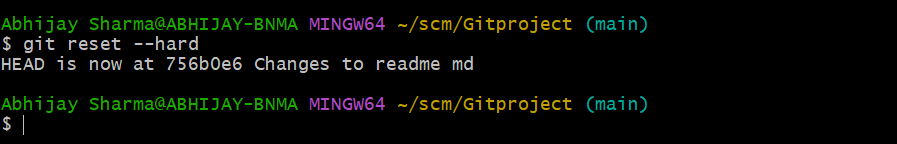 Abhijay Sharma@ABHIJAY-BNMA MINGW64 ~/scm/Gitproject (main)
$ git reset --hard
HEAD is now at 756b0e6 Changes to readme md
Abhijay Sharma@ABHIJAY-BNMA MINGW64 ~/scm/Gitproject (main)
$